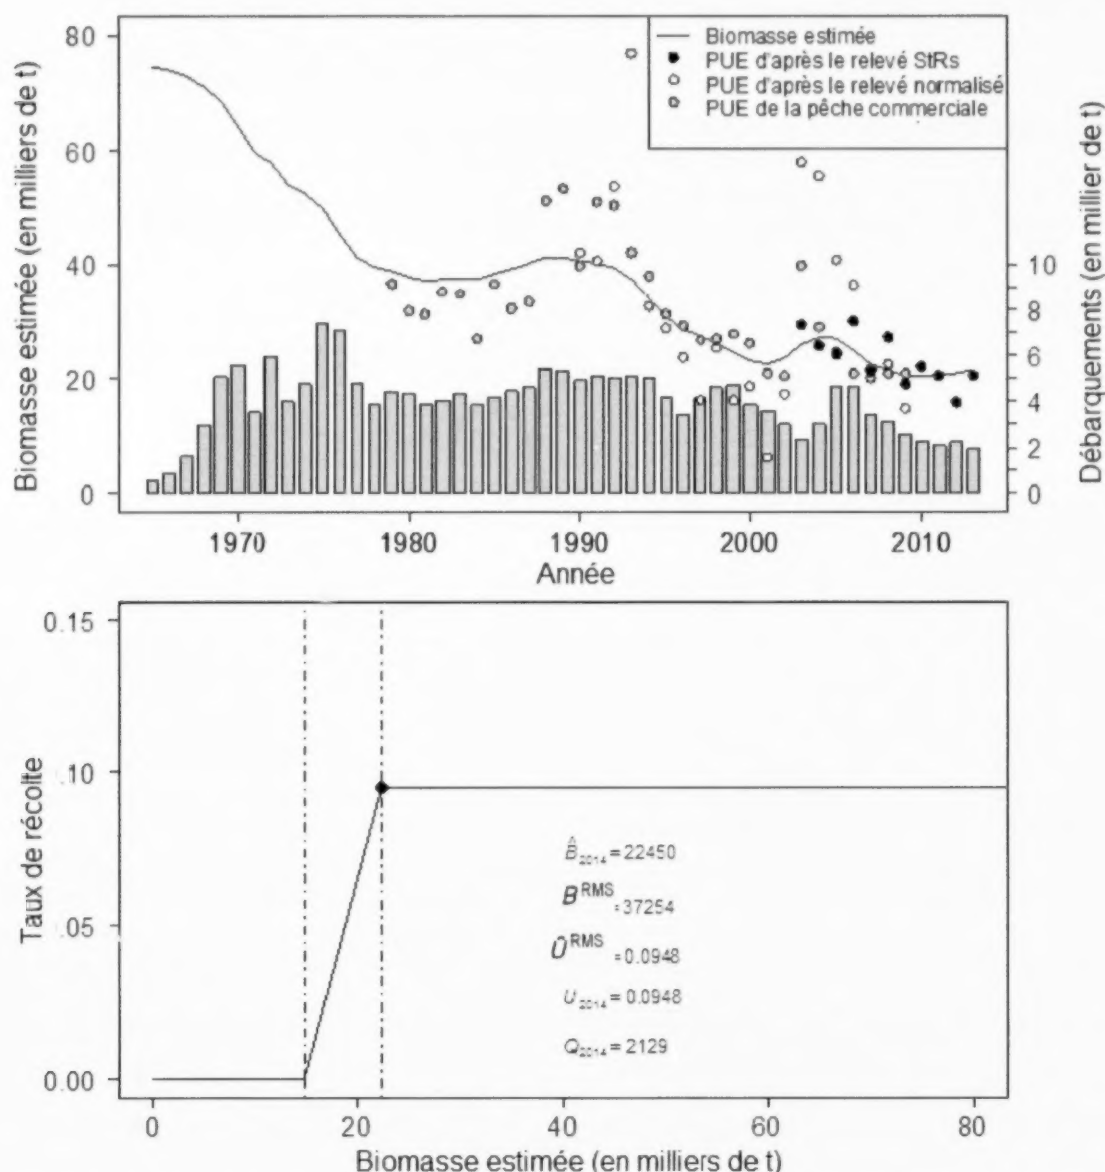 Biomasse estimée
PUE d'après le relevé StRs
PUE d'après le relevé normalisé
PUE de la pêche commerciale
Biomasse estimée (en milliers de t)
80
60
40
20
0
Débarquements (en millier de t)
10
8
6
4
2
0
1970 1980 1990 2000 2010
Année
Taux de récolte
0.15
.10
.05
0.00
B̂2014 = 22450
B^RMS = 37254
Û^RMS = 0.0948
U2014 = 0.0948
Q2014 = 2129
0 20 40 60 80
Biomasse estimée (en milliers de t)